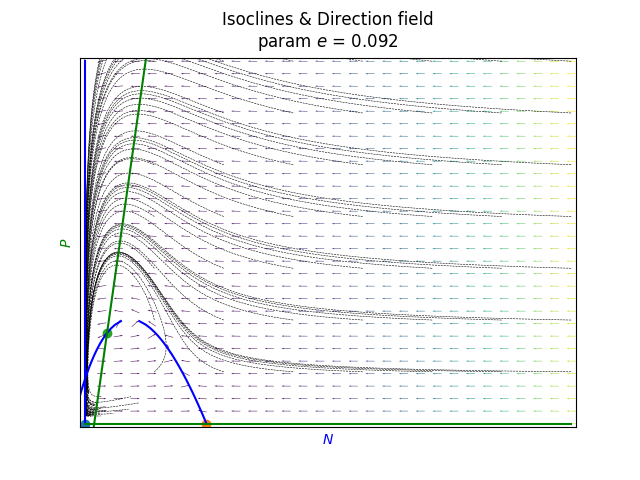 Isoclines & Direction field
param e = 0.092
P
N